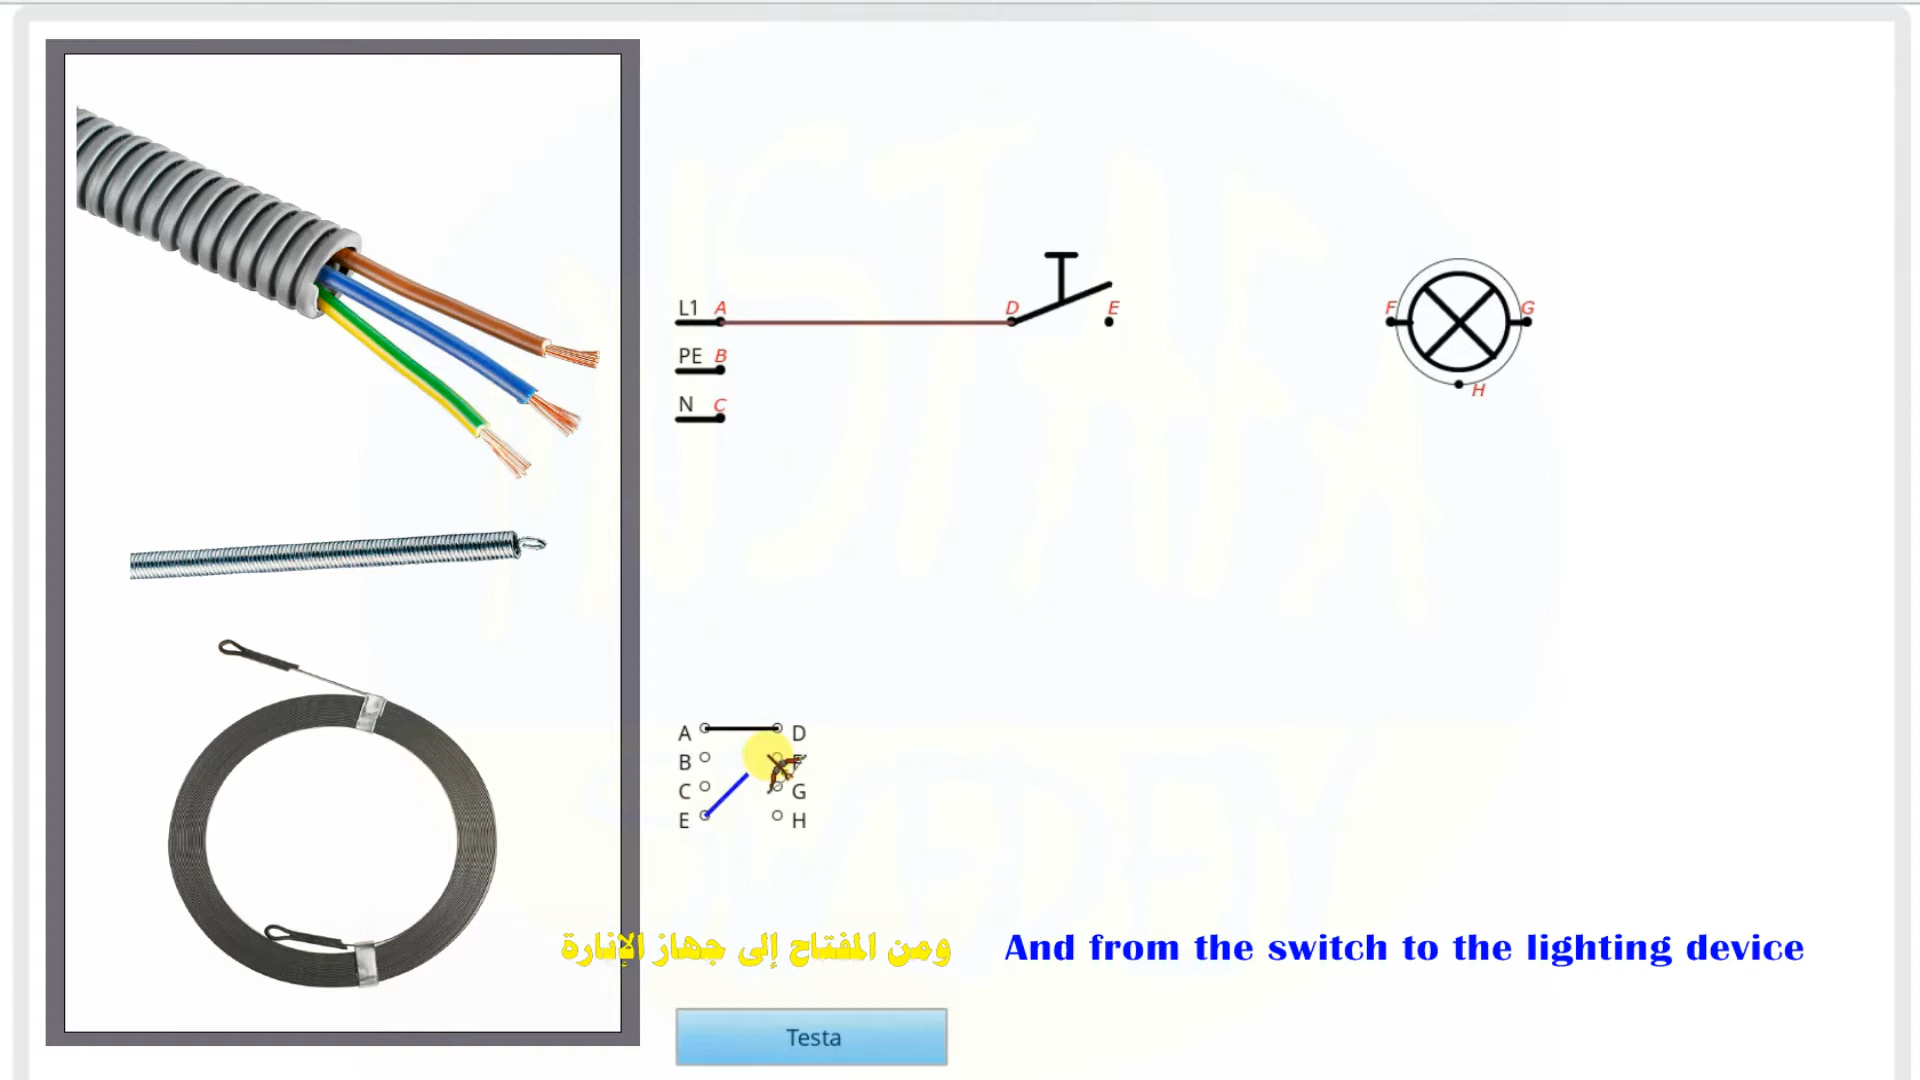 L1 A
D
E
F
G
H
PE B
N C
A D
B F
C G
E H
ومن المفتاح إلى جهاز الإنارة
And from the switch to the lighting device
Testa